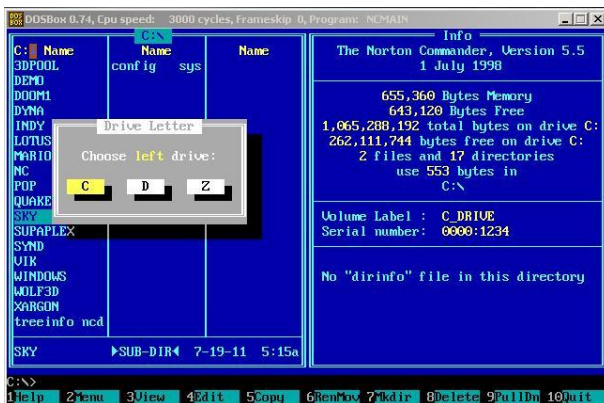 DOSBox 0.74, Cpu speed: 3000 cycles, Frameskip 0, Program: NCMAIN
C:\
C: Name Name Name
3DPOOL config sys
DEMO
DOOM1
DYNA
INDY
LOTUS
MARIO
NC
POP
QUAKE
SKY
SUPAPLEX
SYND
VIK
WINDOWS
WOLF3D
XARGON
treeinfo ncd
SKY ►SUB-DIR◄ 7-19-11 5:15a
Drive Letter
Choose left drive:
C D Z
Info
The Norton Commander, Version 5.5
1 July 1998
655,360 Bytes Memory
643,120 Bytes Free
1,065,288,192 total bytes on drive C:
262,111,744 bytes free on drive C:
2 files and 17 directories
use 553 bytes in
C:\
Volume Label : C_DRIVE
Serial number: 0000:1234
No "dirinfo" file in this directory
C:\>
1Help 2Menu 3View 4Edit 5Copy 6RenMov 7Mkdir 8Delete 9PullDn 10Quit